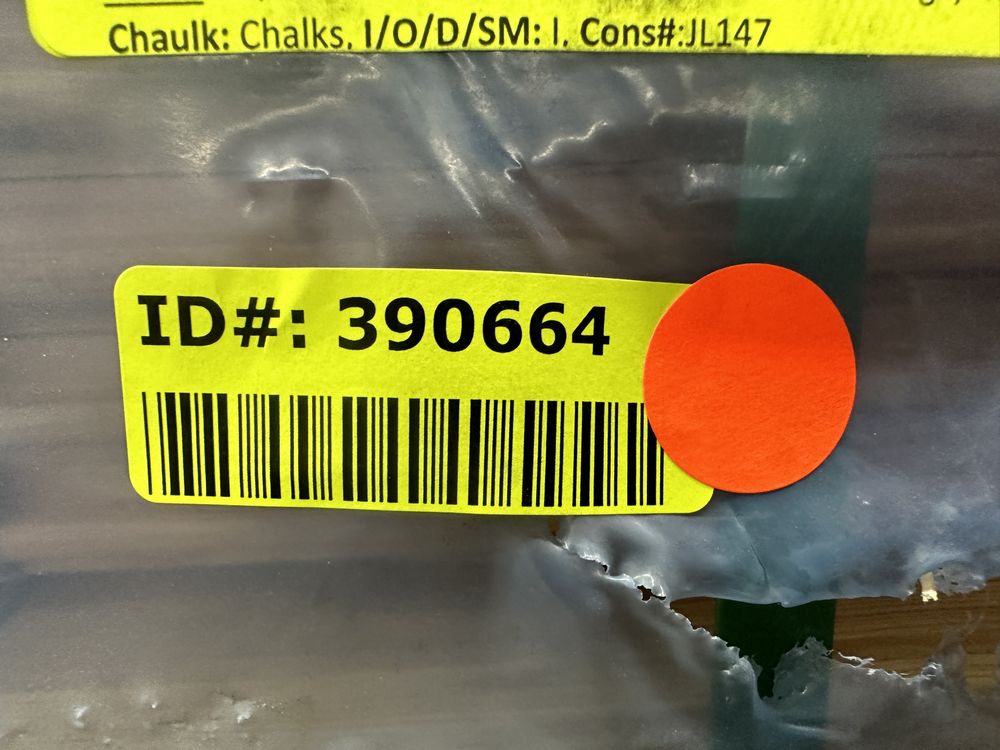 Chaulk: Chalks, I/O/D/SM: I, Cons#:JL147
ID#: 390664